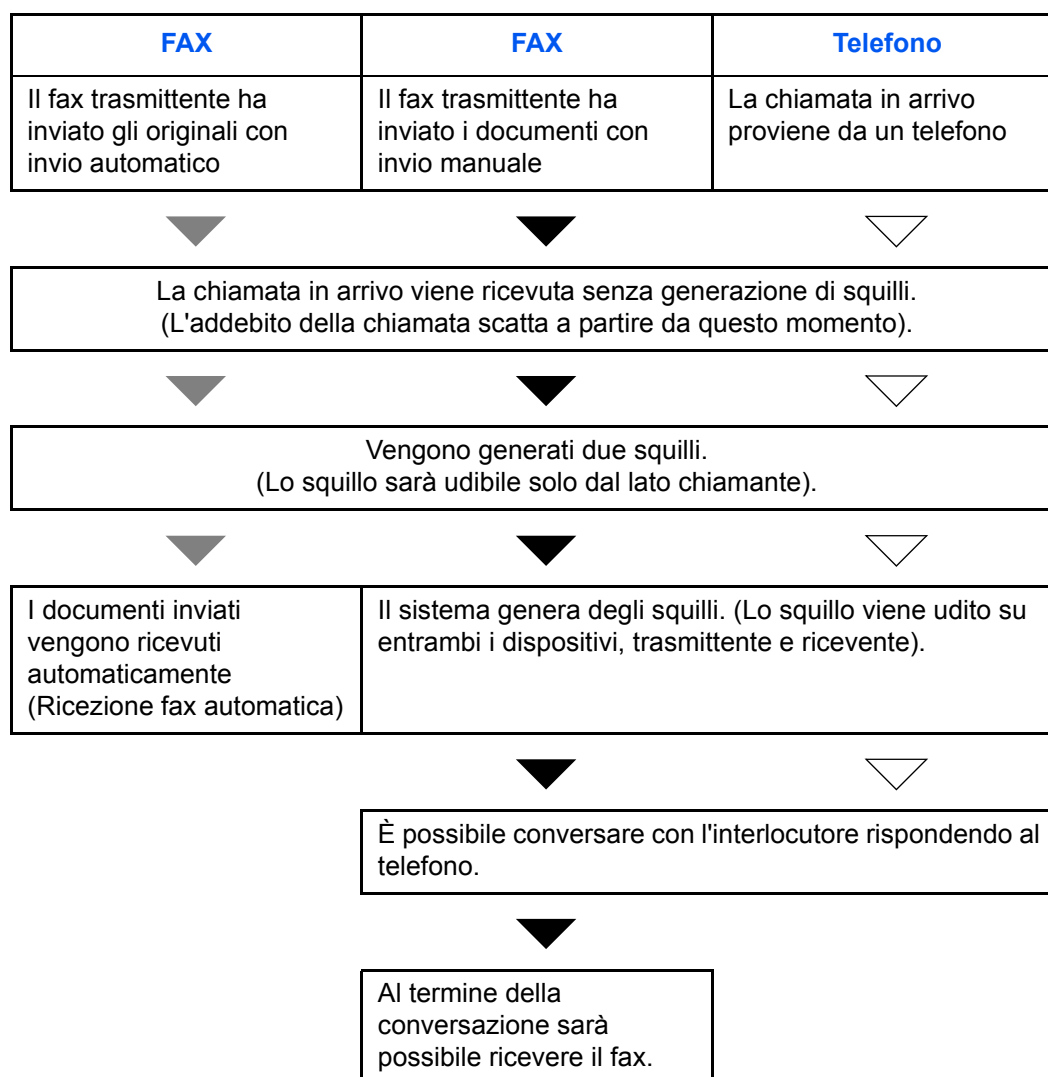 FAX
FAX
Telefono
Il fax trasmittente ha
inviato gli originali con
invio automatico
Il fax trasmittente ha
inviato i documenti con
invio manuale
La chiamata in arrivo
proviene da un telefono
La chiamata in arrivo viene ricevuta senza generazione di squilli.
(L'addebito della chiamata scatta a partire da questo momento).
Vengono generati due squilli.
(Lo squillo sarà udibile solo dal lato chiamante).
I documenti inviati
vengono ricevuti
automaticamente
(Ricezione fax automatica)
Il sistema genera degli squilli. (Lo squillo viene udito su
entrambi i dispositivi, trasmittente e ricevente).
È possibile conversare con l'interlocutore rispondendo al
telefono.
Al termine della
conversazione sarà
possibile ricevere il fax.